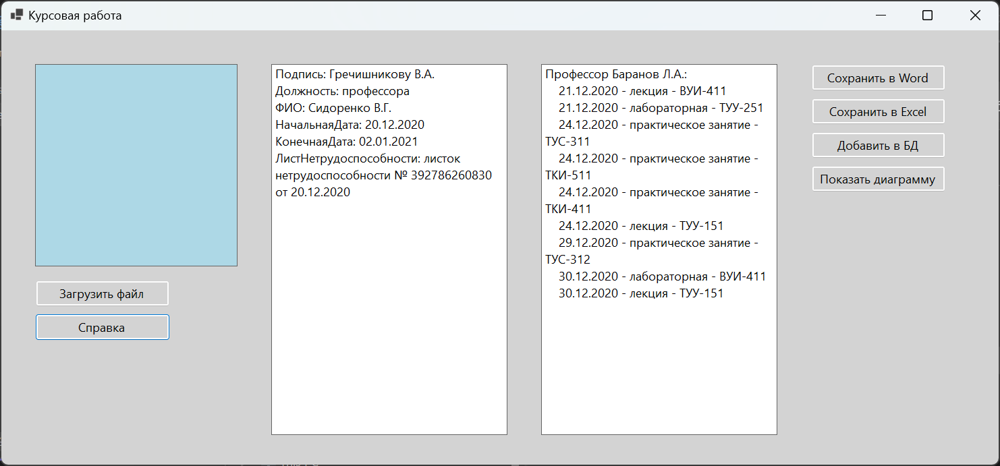 Курсовая работа
Подпись: Гречишникову В.А.
Должность: профессора
ФИО: Сидоренко В.Г.
НачальнаяДата: 20.12.2020
КонечнаяДата: 02.01.2021
ЛистНетрудоспособности: листок
нетрудоспособности № 392786260830
от 20.12.2020
Профессор Баранов Л.А.:
21.12.2020 - лекция - ВУИ-411
21.12.2020 - лабораторная - ТУУ-251
24.12.2020 - практическое занятие -
ТУС-311
24.12.2020 - практическое занятие -
ТКИ-511
24.12.2020 - практическое занятие -
ТКИ-411
24.12.2020 - лекция - ТУУ-151
29.12.2020 - практическое занятие -
ТУС-312
30.12.2020 - лабораторная - ВУИ-411
30.12.2020 - лекция - ТУУ-151
Сохранить в Word
Сохранить в Excel
Добавить в БД
Показать диаграмму
Загрузить файл
Справка